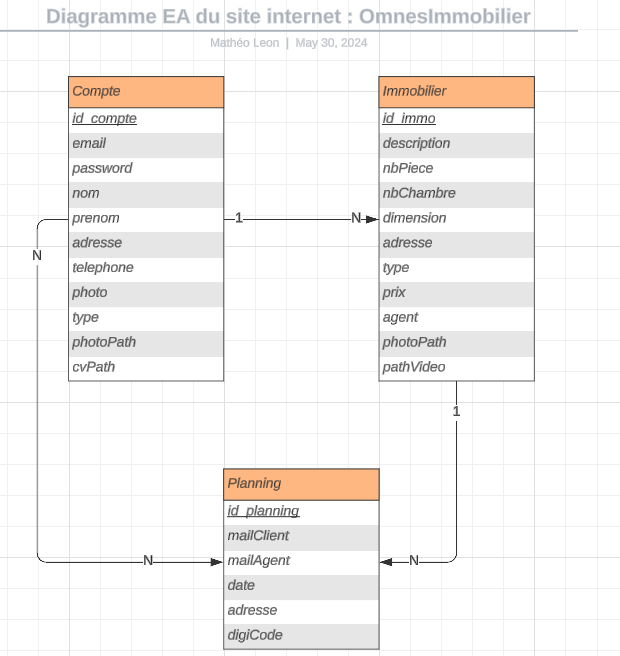 Diagramme EA du site internet : OmnesImmobilier
Mathéo Leon | May 30, 2024
Compte
id_compte
email
password
nom
prenom
adresse
telephone
photo
type
photoPath
cvPath
Immobilier
id_immo
description
nbPiece
nbChambre
dimension
adresse
type
prix
agent
photoPath
pathVideo
1
N
N
N
1
N
Planning
id_planning
mailClient
mailAgent
date
adresse
digiCode